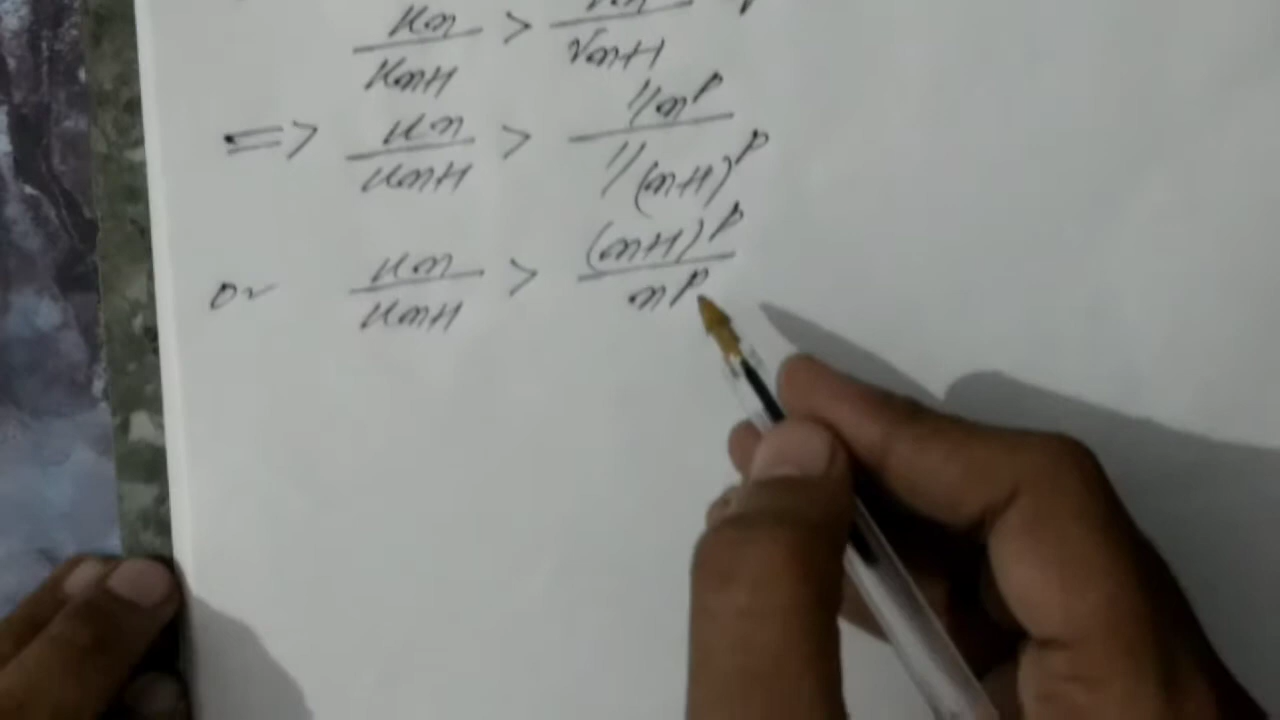 un/un+1 > vn/vn+1
=> un/un+1 > 1/n^p / 1/(n+1)^p
or un/un+1 > (n+1)^p/n^p